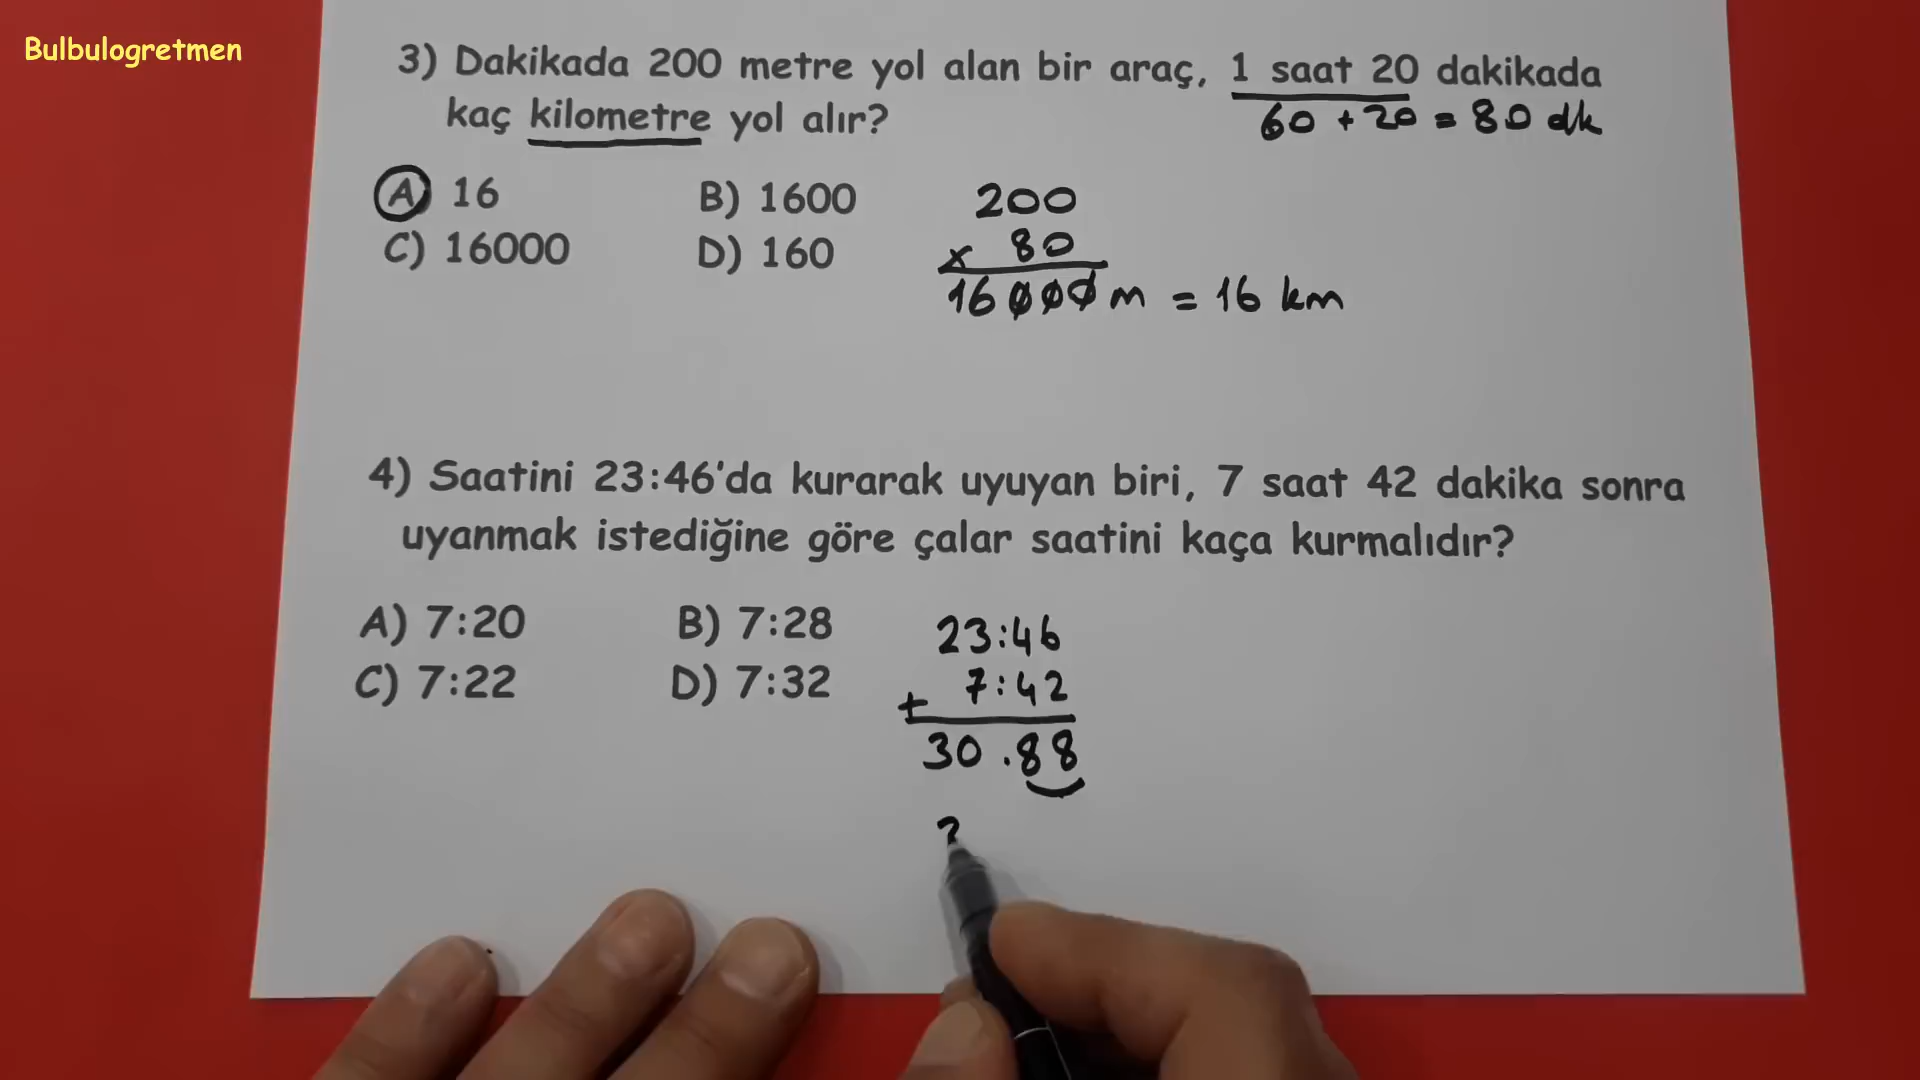 Bulbulogretmen
3) Dakikada 200 metre yol alan bir araç, 1 saat 20 dakikada
kaç kilometre yol alır?
60 + 20 = 80 dk
A) 16
B) 1600
C) 16000
D) 160
200
x 80
16000 m = 16 km
4) Saatini 23:46'da kurarak uyuyan biri, 7 saat 42 dakika sonra
uyanmak istediğine göre çalar saatini kaça kurmalıdır?
A) 7:20
B) 7:28
C) 7:22
D) 7:32
23:46
+ 7:42
30.88